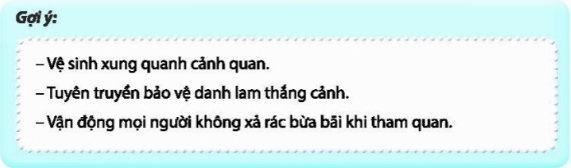 Gợi ý:
– Vệ sinh xung quanh cảnh quan.
– Tuyên truyền bảo vệ danh lam thắng cảnh.
– Vận động mọi người không xả rác bừa bãi khi tham quan.